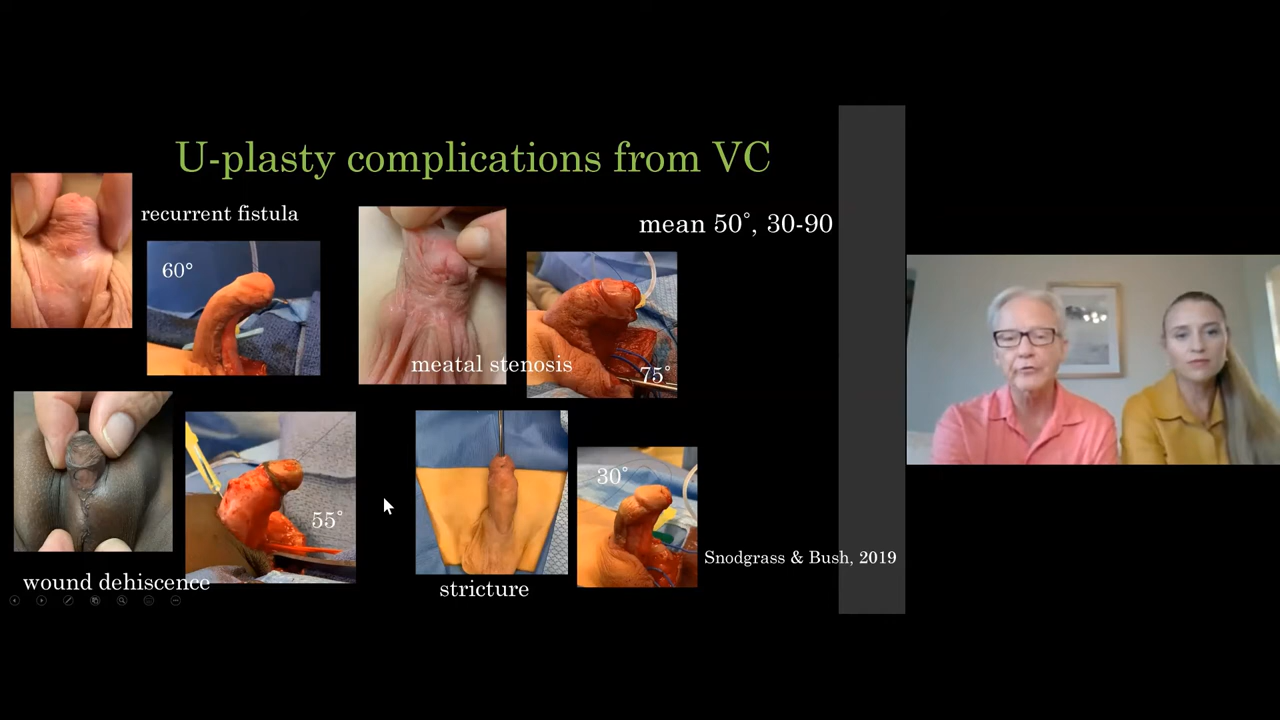 U-plasty complications from VC
recurrent fistula
mean 50°, 30-90
60°
meatal stenosis
75°
30°
55°
Snodgrass & Bush, 2019
wound dehiscence
stricture